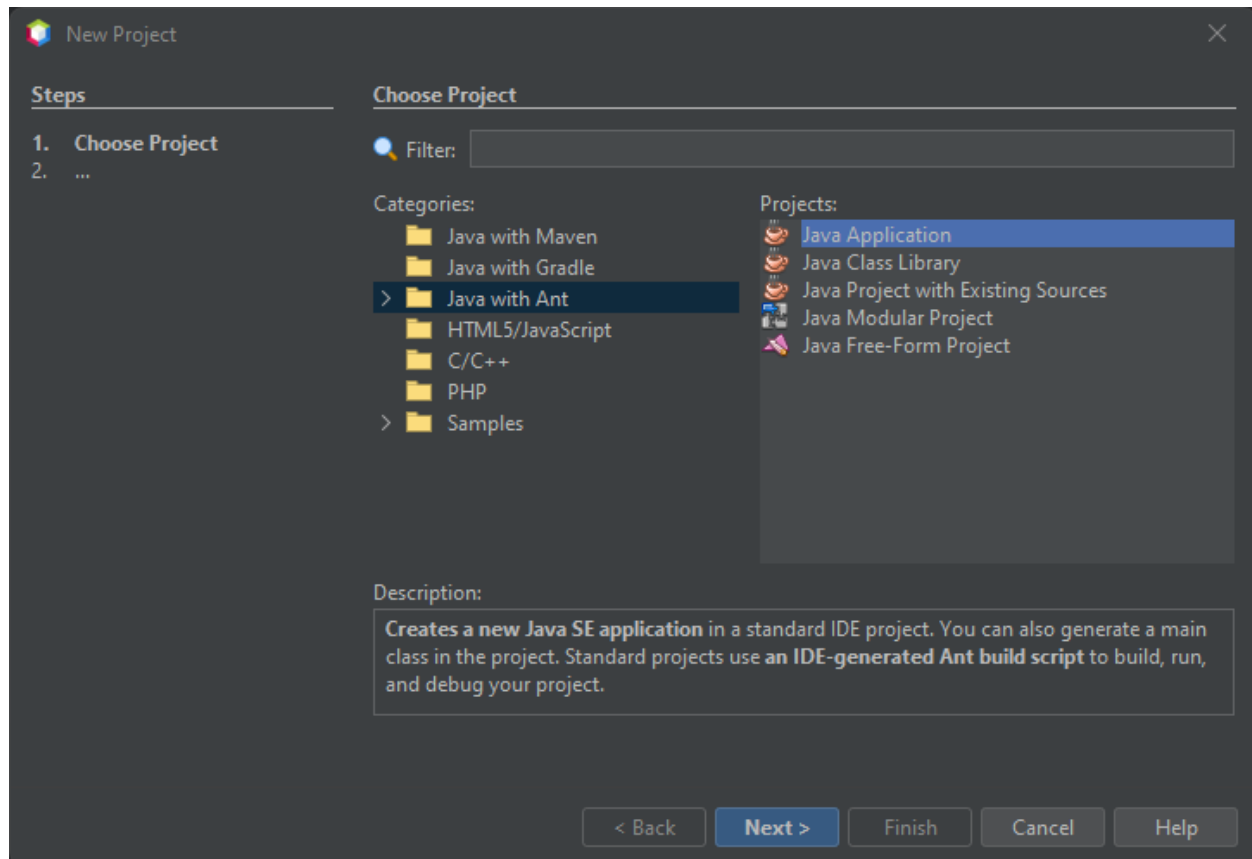 New Project
Steps
1. Choose Project
2. ...
Choose Project
Filter:
Categories:
Java with Maven
Java with Gradle
Java with Ant
HTML5/JavaScript
C/C++
PHP
Samples
Projects:
Java Application
Java Class Library
Java Project with Existing Sources
Java Modular Project
Java Free-Form Project
Description:
Creates a new Java SE application in a standard IDE project. You can also generate a main
class in the project. Standard projects use an IDE-generated Ant build script to build, run,
and debug your project.
< Back Next > Finish Cancel Help